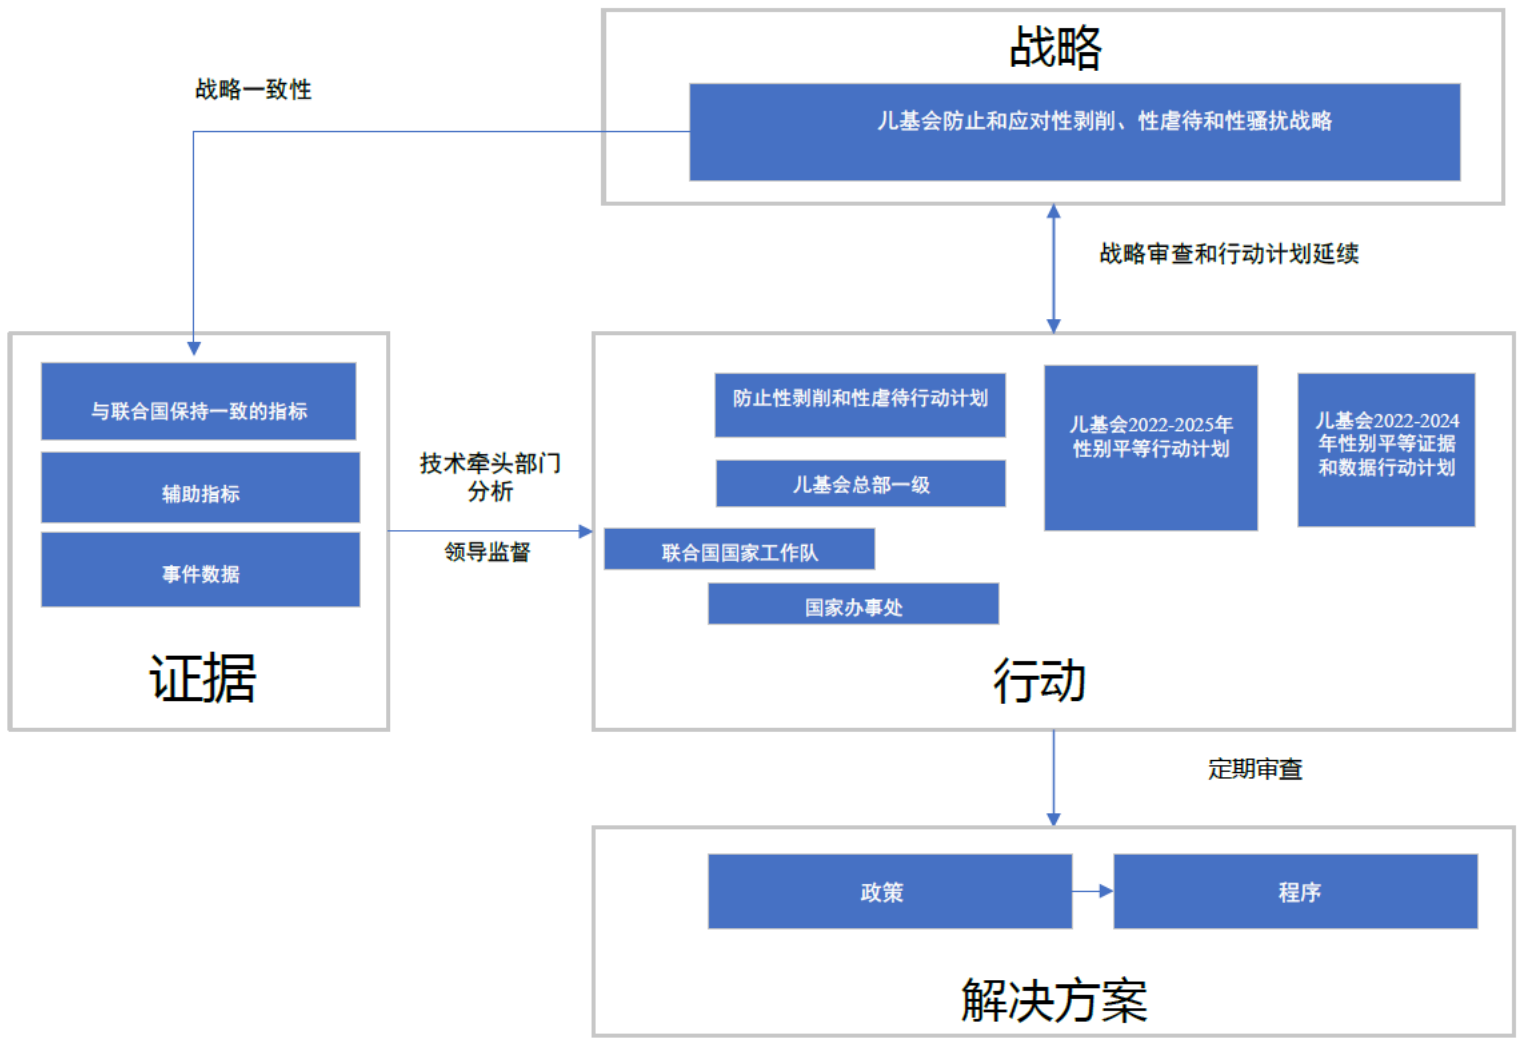 战略
儿基会防止和应对性剥削、性虐待和性骚扰战略
战略一致性
战略审查和行动计划延续
与联合国保持一致的指标
辅助指标
事件数据
证据
技术牵头部门
分析
领导监督
防止性剥削和性虐待行动计划
儿基会总部一级
联合国国家工作队
国家办事处
儿基会2022-2025年
性别平等行动计划
儿基会2022-2024
年性别平等证据
和数据行动计划
行动
定期审查
政策
程序
解决方案